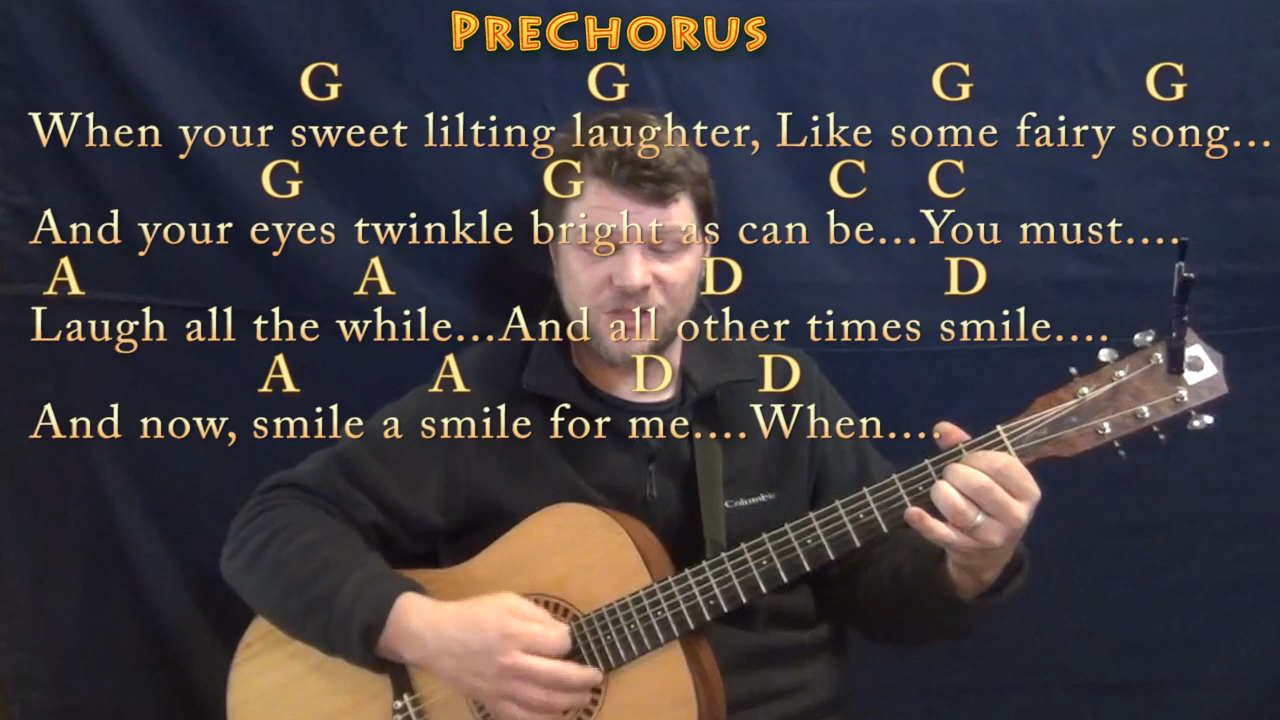 PreChorus
G G G G
When your sweet lilting laughter, Like some fairy song...
G G C C
And your eyes twinkle bright as can be...You must....
A A D D
Laugh all the while...And all other times smile....
A A D D
And now, smile a smile for me....When....
Columbia